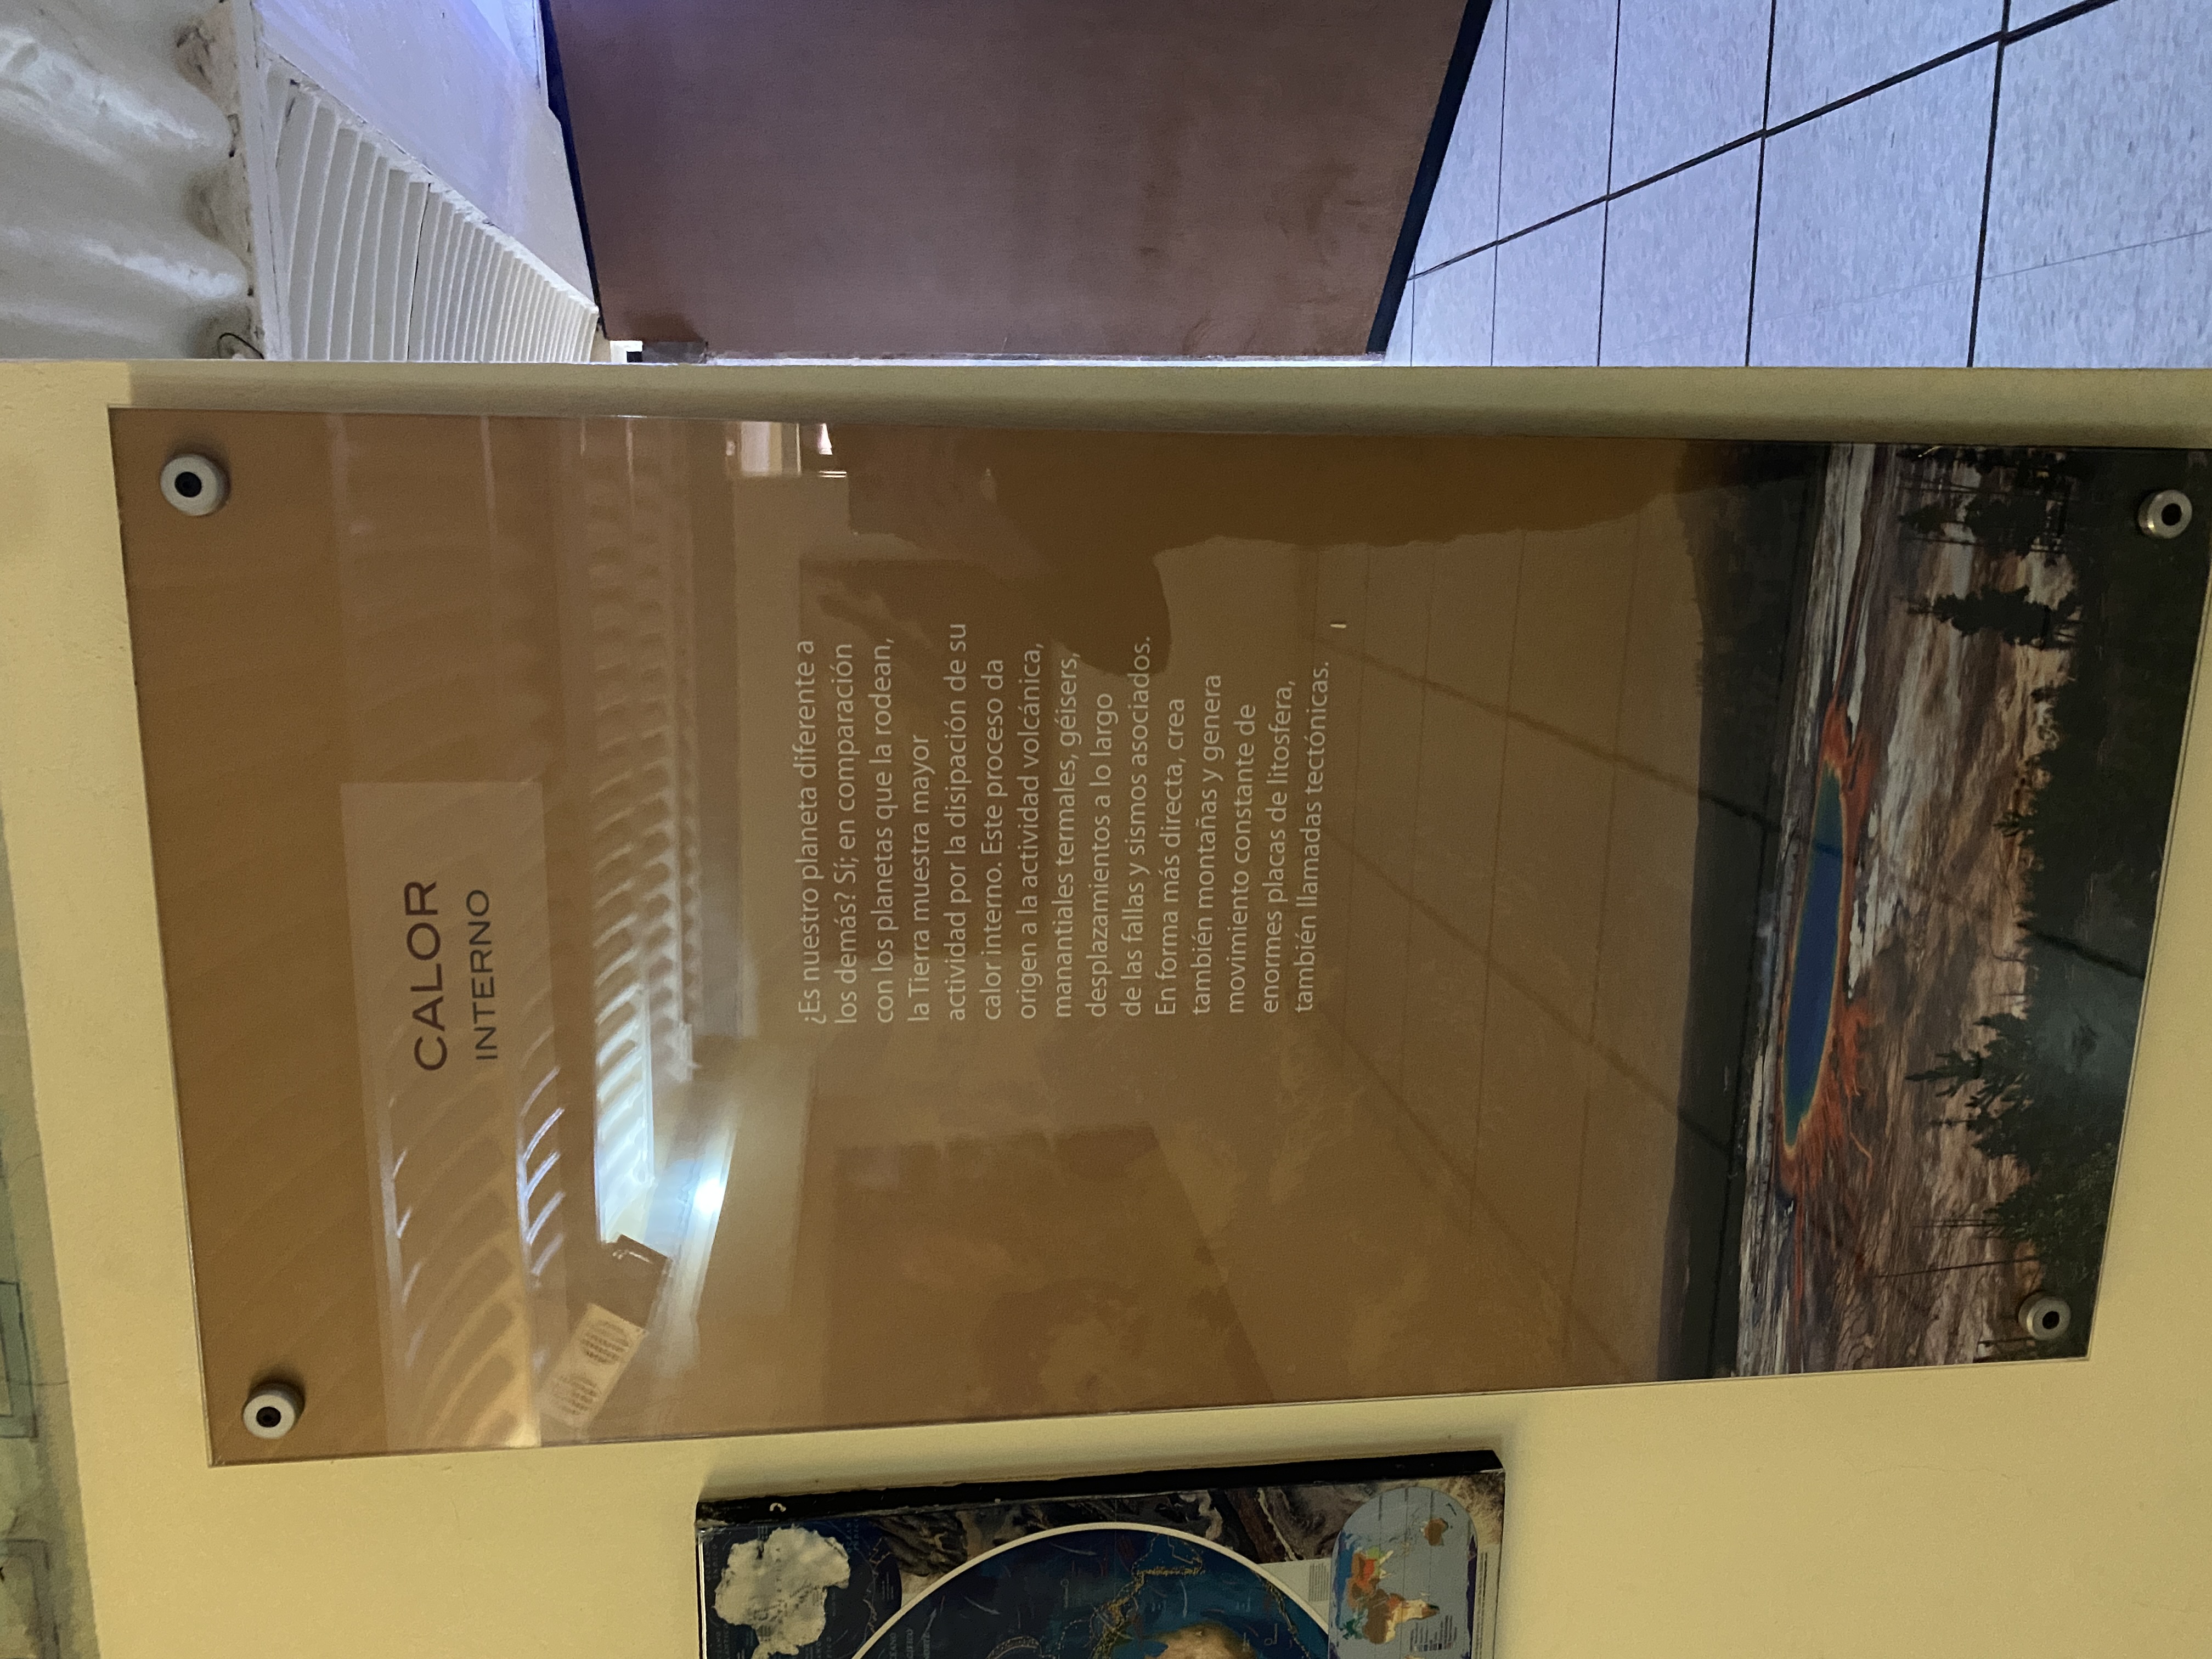 CALOR
INTERNO
¿Es nuestro planeta diferente a
los demás? Sí; en comparación
con los planetas que la rodean,
la Tierra muestra mayor
actividad por la disipación de su
calor interno. Este proceso da
origen a la actividad volcánica,
manantiales termales, géisers,
desplazamientos a lo largo
de las fallas y sismos asociados.
En forma más directa, crea
también montañas y genera
movimiento constante de
enormes placas de litosfera,
también llamadas tectónicas.